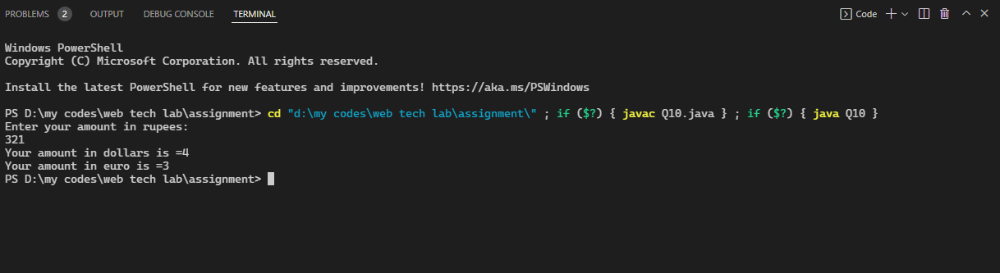 PROBLEMS 2 OUTPUT DEBUG CONSOLE TERMINAL Code
Windows PowerShell
Copyright (C) Microsoft Corporation. All rights reserved.
Install the latest PowerShell for new features and improvements! https://aka.ms/PSWindows
PS D:\my codes\web tech lab\assignment> cd "d:\my codes\web tech lab\assignment\" ; if ($?) { javac Q10.java } ; if ($?) { java Q10 }
Enter your amount in rupees:
321
Your amount in dollars is =4
Your amount in euro is =3
PS D:\my codes\web tech lab\assignment>